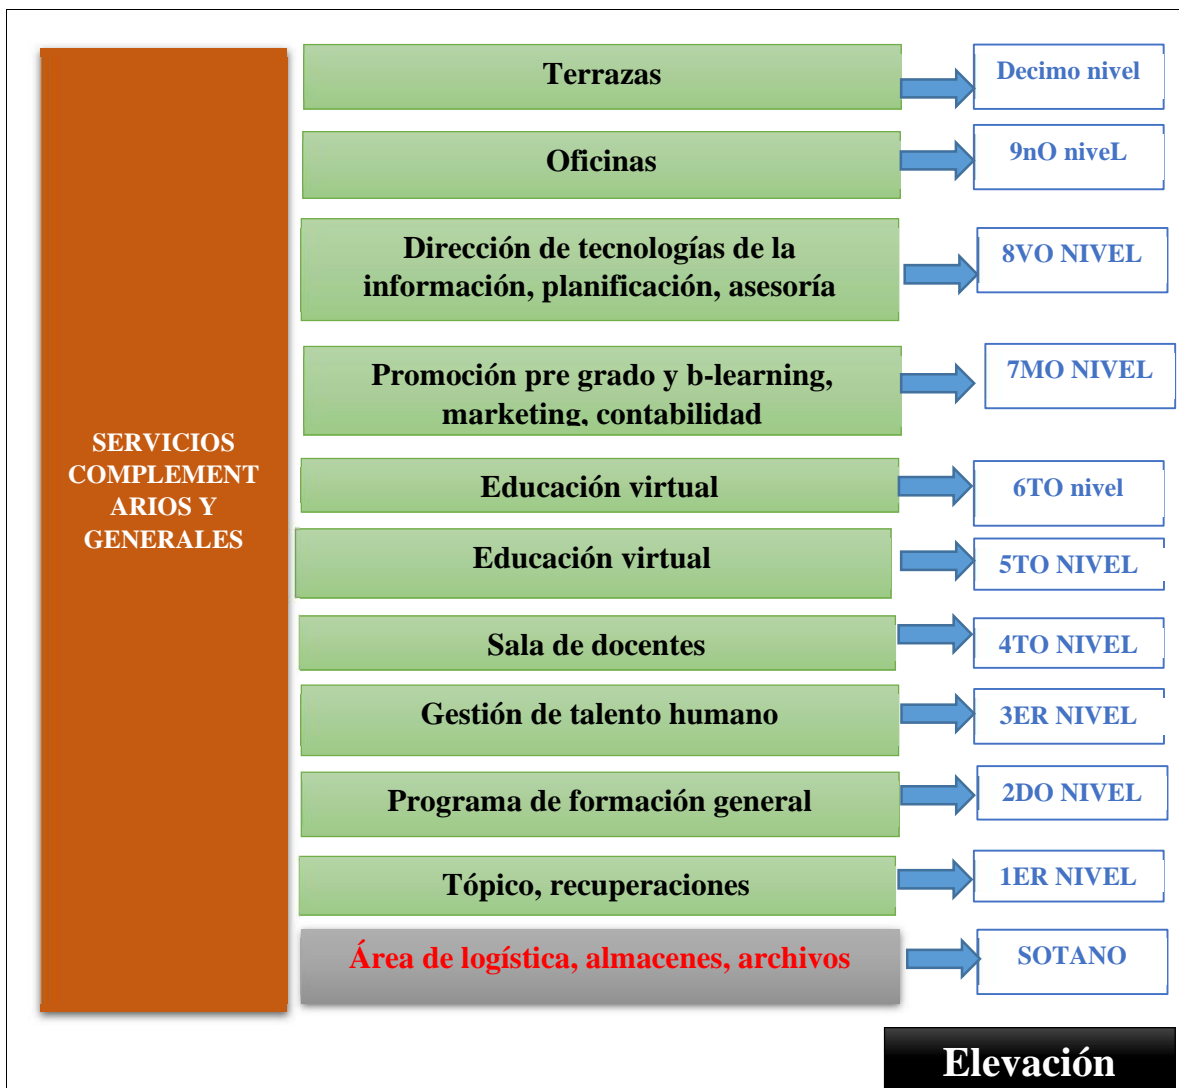 Terrazas
Decimo nivel
Oficinas
9nO niveL
Dirección de tecnologías de la
información, planificación, asesoría
8VO NIVEL
Promoción pre grado y b-learning,
marketing, contabilidad
7MO NIVEL
SERVICIOS
COMPLEMENT
ARIOS Y
GENERALES
Educación virtual
6TO nivel
Educación virtual
5TO NIVEL
Sala de docentes
4TO NIVEL
Gestión de talento humano
3ER NIVEL
Programa de formación general
2DO NIVEL
Tópico, recuperaciones
1ER NIVEL
Área de logística, almacenes, archivos
SOTANO
Elevación